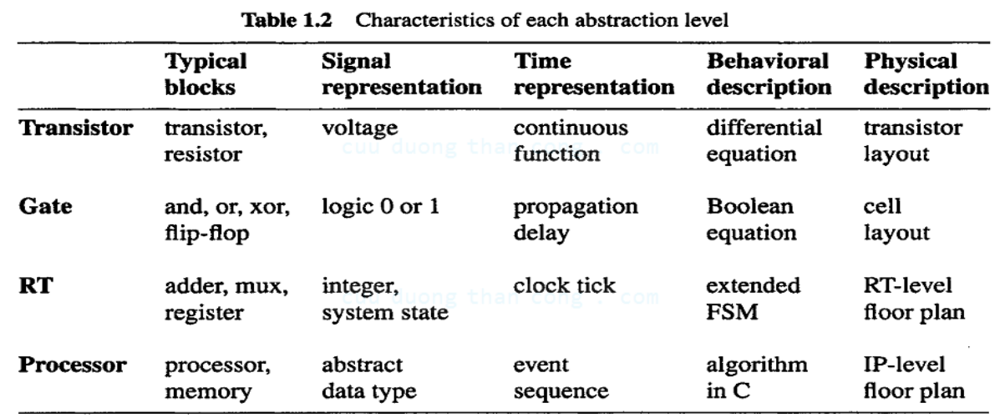 Table 1.2 Characteristics of each abstraction level
Typical blocks Signal representation Time representation Behavioral description Physical description
Transistor transistor, resistor voltage continuous function differential equation transistor layout
cuu duong than cong . com
Gate and, or, xor, flip-flop logic 0 or 1 propagation delay Boolean equation cell layout
RT adder, mux, register integer, system state clock tick extended FSM RT-level floor plan
cuu duong than cong . com
Processor processor, memory abstract data type event sequence algorithm in C IP-level floor plan